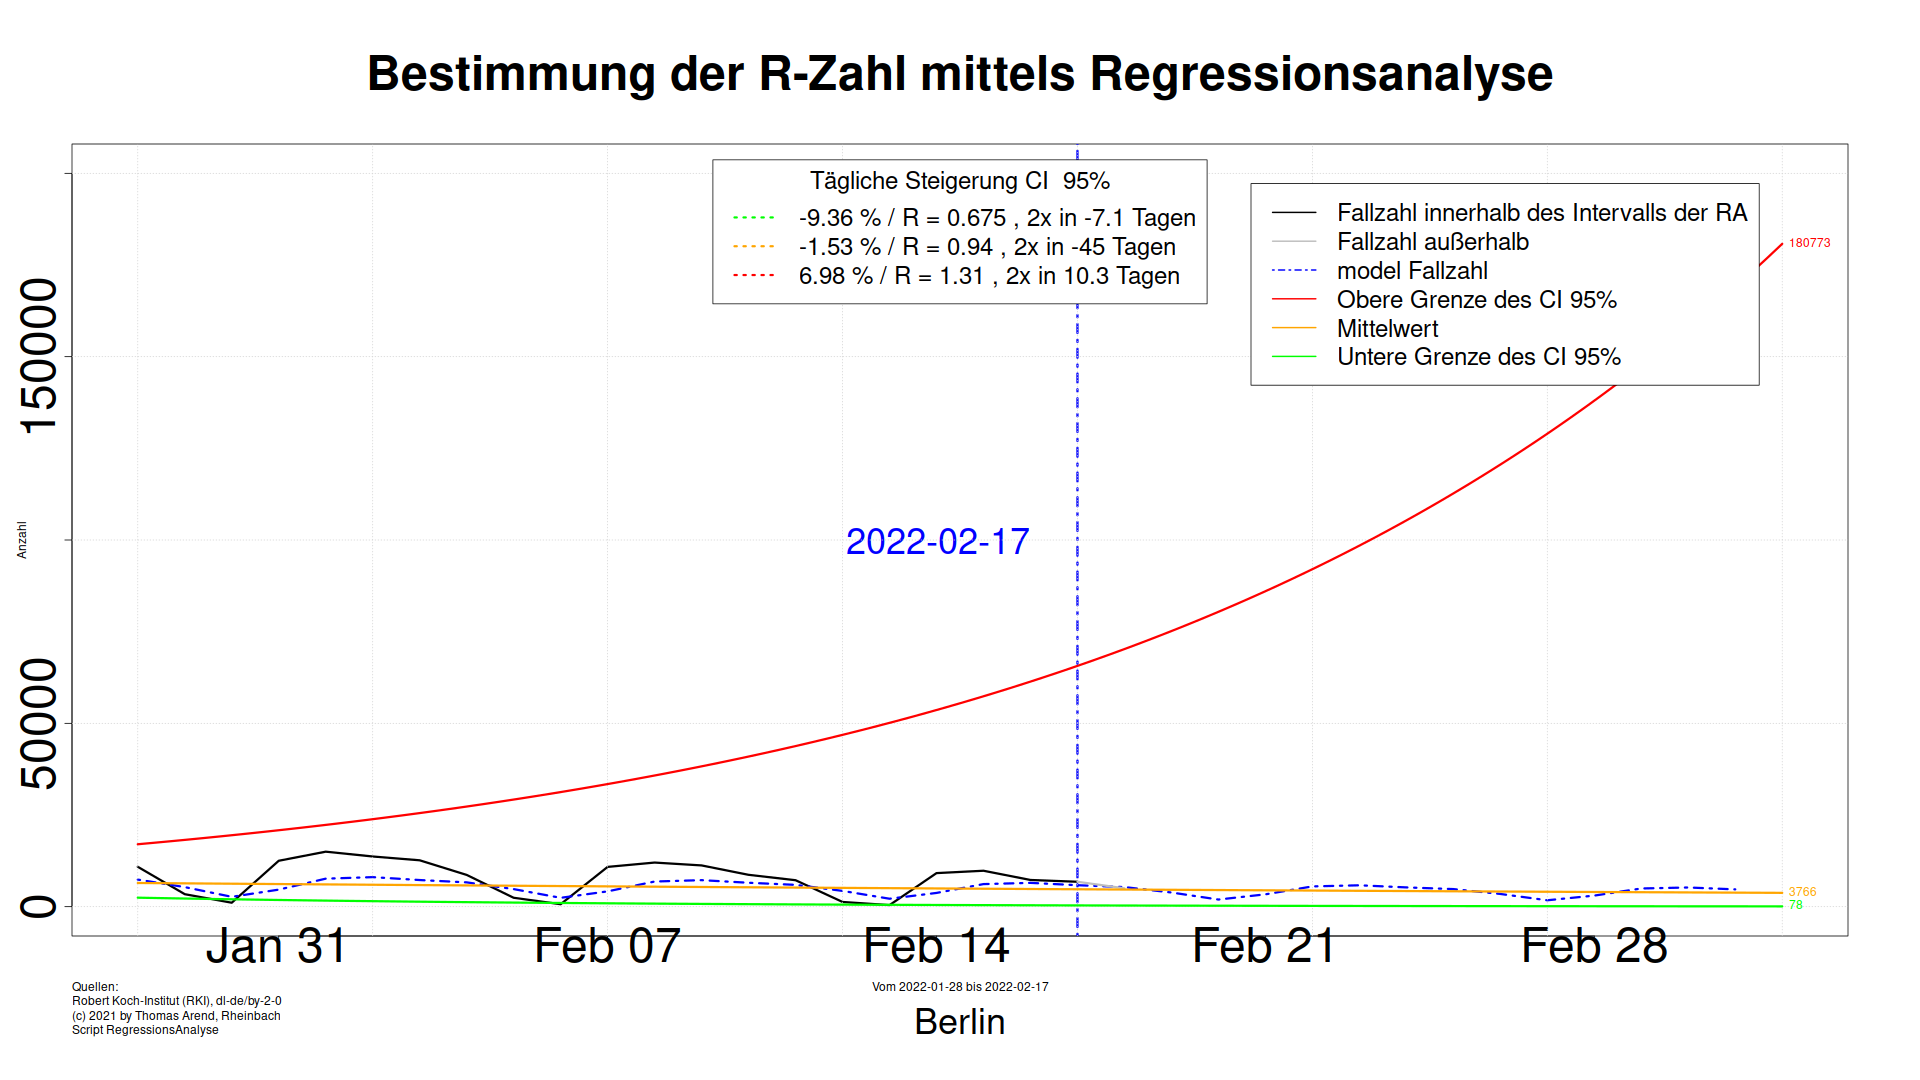 Bestimmung der R-Zahl mittels Regressionsanalyse
Tägliche Steigerung CI  95%
-9.36 % / R = 0.675 , 2x in -7.1 Tagen
-1.53 % / R = 0.94 , 2x in -45 Tagen
6.98 % / R = 1.31 , 2x in 10.3 Tagen
Fallzahl innerhalb des Intervalls der RA
Fallzahl außerhalb
model Fallzahl
Obere Grenze des CI 95%
Mittelwert
Untere Grenze des CI 95%
180773
150000
50000
0
Anzahl
2022-02-17
3766
78
Jan 31
Feb 07
Feb 14
Feb 21
Feb 28
Quellen:
Robert Koch-Institut (RKI), dl-de/by-2-0
(c) 2021 by Thomas Arend, Rheinbach
Script RegressionsAnalyse
Vom 2022-01-28 bis 2022-02-17
Berlin